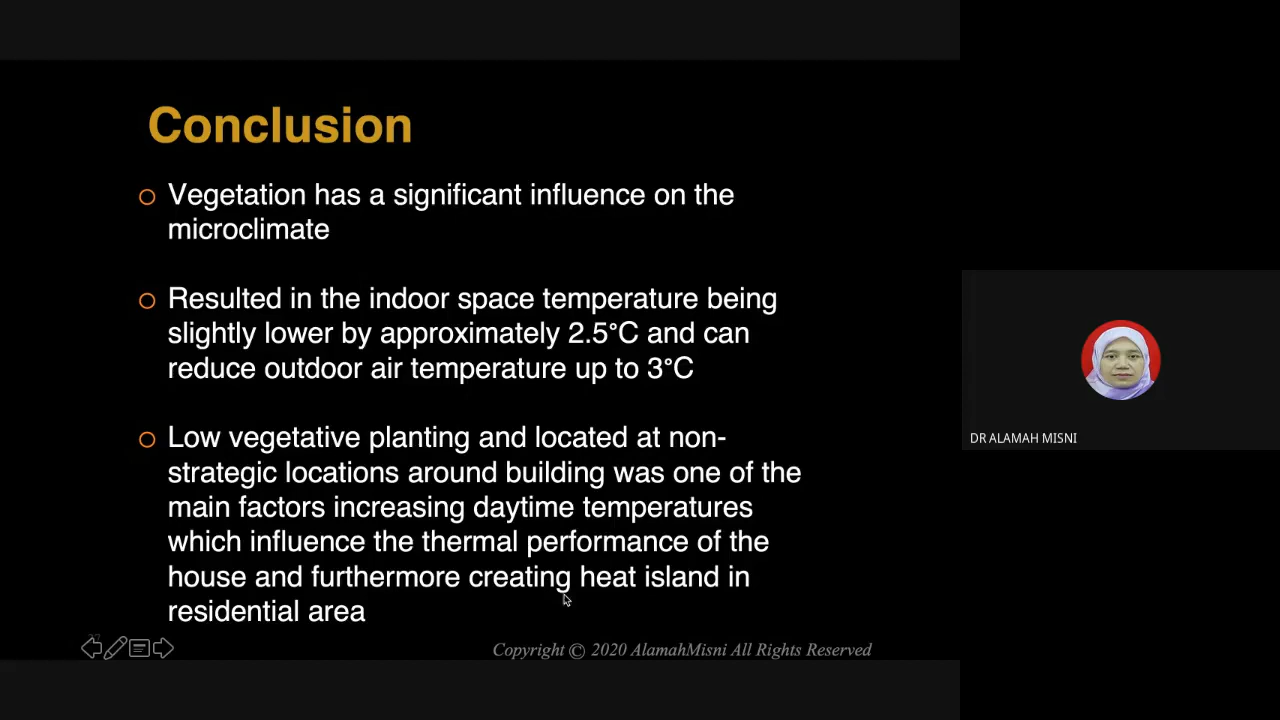 Conclusion
Vegetation has a significant influence on the
microclimate
Resulted in the indoor space temperature being
slightly lower by approximately 2.5°C and can
reduce outdoor air temperature up to 3°C
Low vegetative planting and located at non-
strategic locations around building was one of the
main factors increasing daytime temperatures
which influence the thermal performance of the
house and furthermore creating heat island in
residential area
Copyright © 2020 AlamahMisni All Rights Reserved
DR ALAMAH MISNI